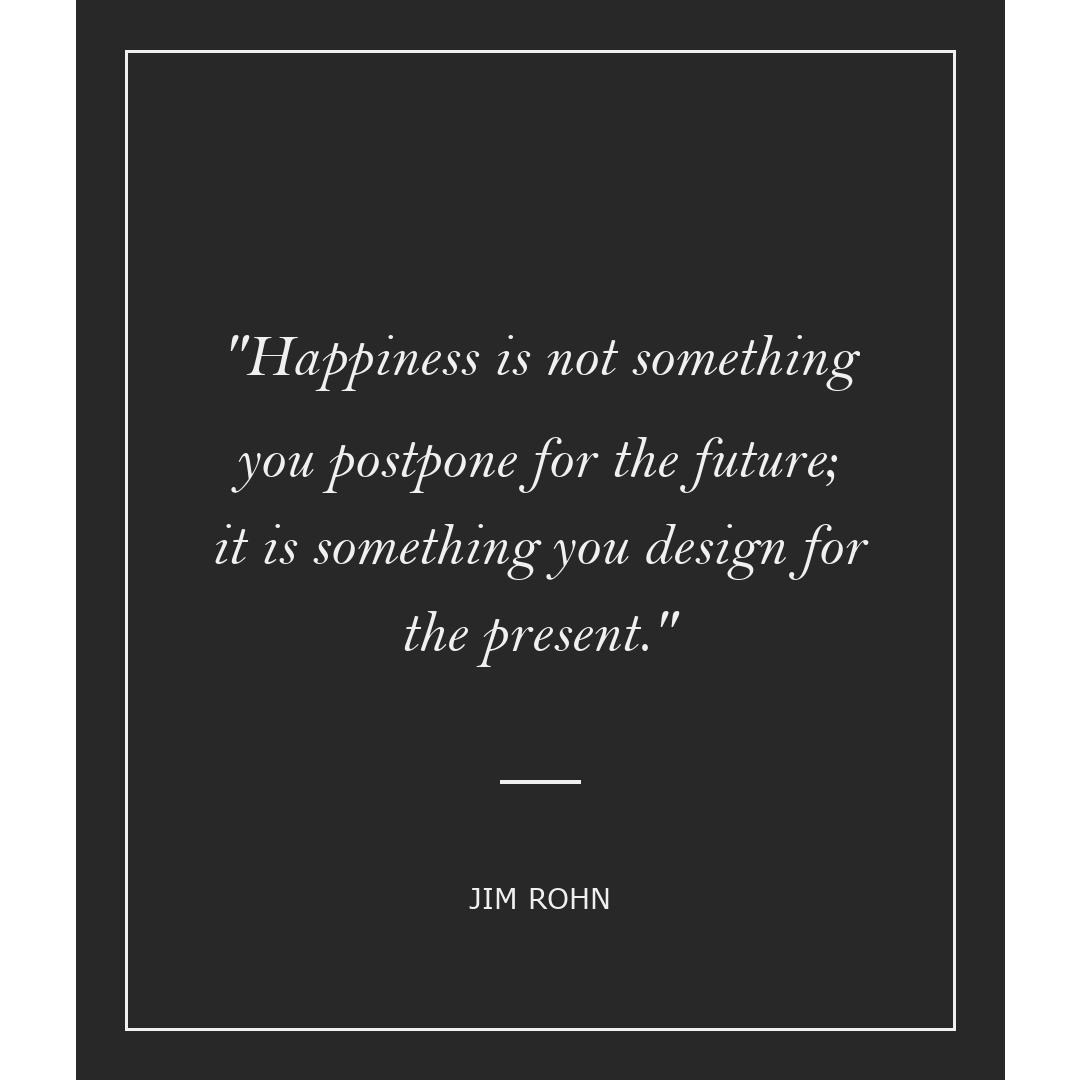 "Happiness is not something
you postpone for the future;
it is something you design for
the present."
JIM ROHN